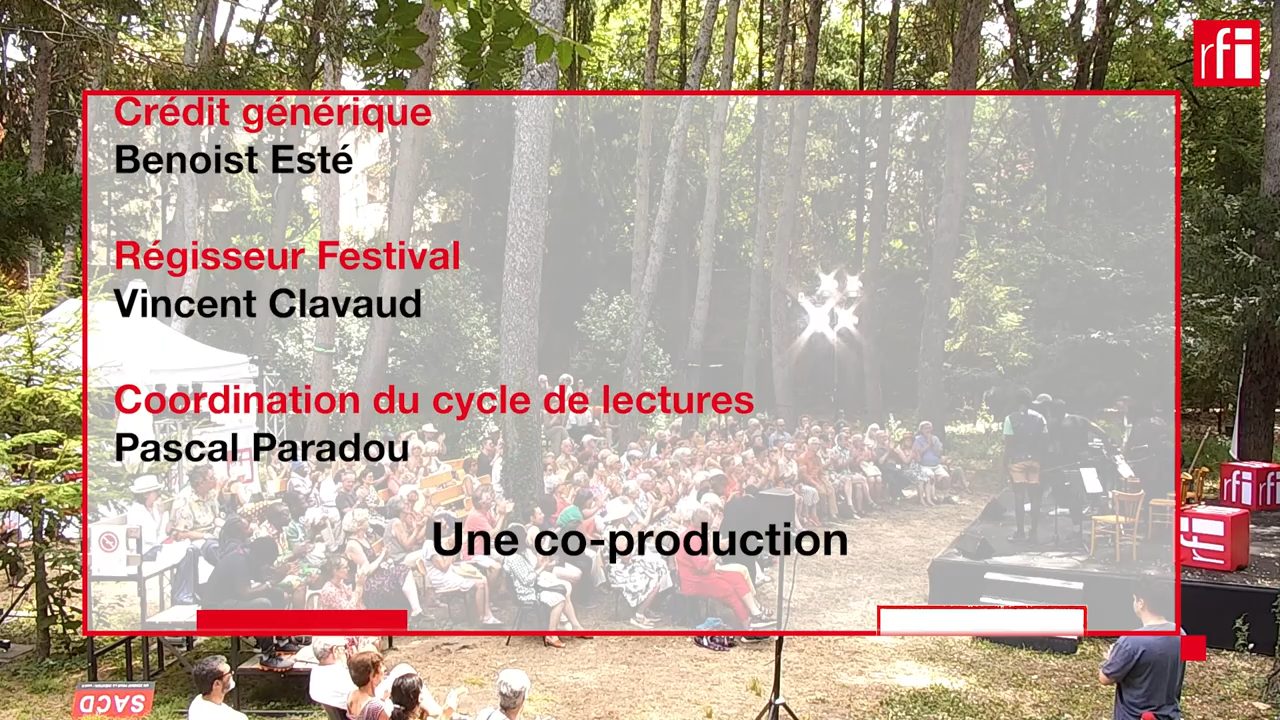 rfi
Crédit générique
Benoist Esté
Régisseur Festival
Vincent Clavaud
Coordination du cycle de lectures
Pascal Paradou
Une co-production
rfi
rfi
rfi
SACD